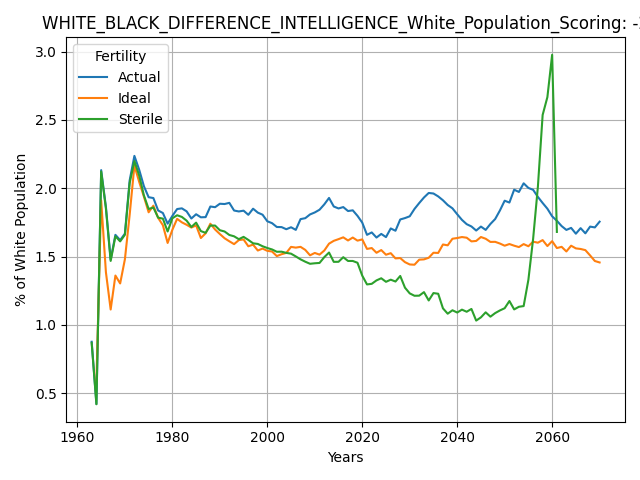 WHITE_BLACK_DIFFERENCE_INTELLIGENCE_White_Population_Scoring:
Fertility
Actual
Ideal
Sterile
% of White Population
3.0
2.5
2.0
1.5
1.0
0.5
1960
1980
2000
2020
2040
2060
Years